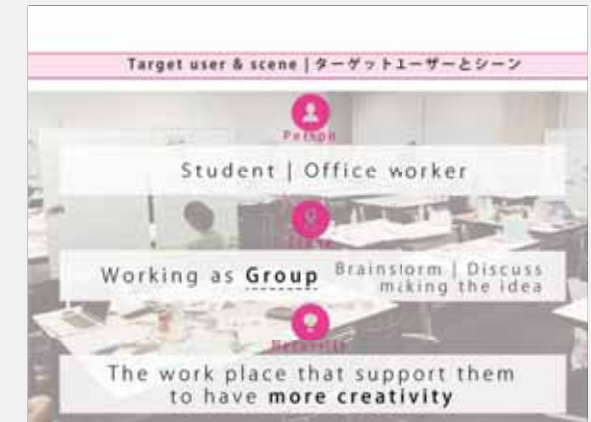 Target user & scene | ターゲットユーザーとシーン
Person
Student | Office worker
Working as Group
Brainstorm | Discuss
making the idea
The work place that support them
to have more creativity